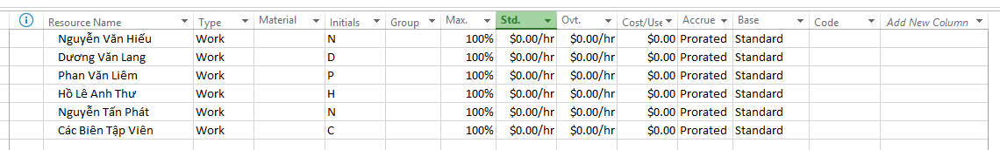 Resource Name Type Material Initials Group Max. Std. Ovt. Cost/Use Accrue Base Code Add New Column
Nguyễn Văn Hiếu Work N 100% $0.00/hr $0.00/hr $0.00 Prorated Standard
Dương Văn Lang Work D 100% $0.00/hr $0.00/hr $0.00 Prorated Standard
Phan Văn Liêm Work P 100% $0.00/hr $0.00/hr $0.00 Prorated Standard
Hồ Lê Anh Thư Work H 100% $0.00/hr $0.00/hr $0.00 Prorated Standard
Nguyễn Tấn Phát Work N 100% $0.00/hr $0.00/hr $0.00 Prorated Standard
Các Biên Tập Viên Work C 100% $0.00/hr $0.00/hr $0.00 Prorated Standard